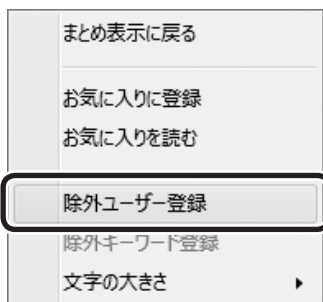 まとめ表示に戻る
お気に入りに登録
お気に入りを読む
除外ユーザー登録
除外キーワード登録
文字の大きさ